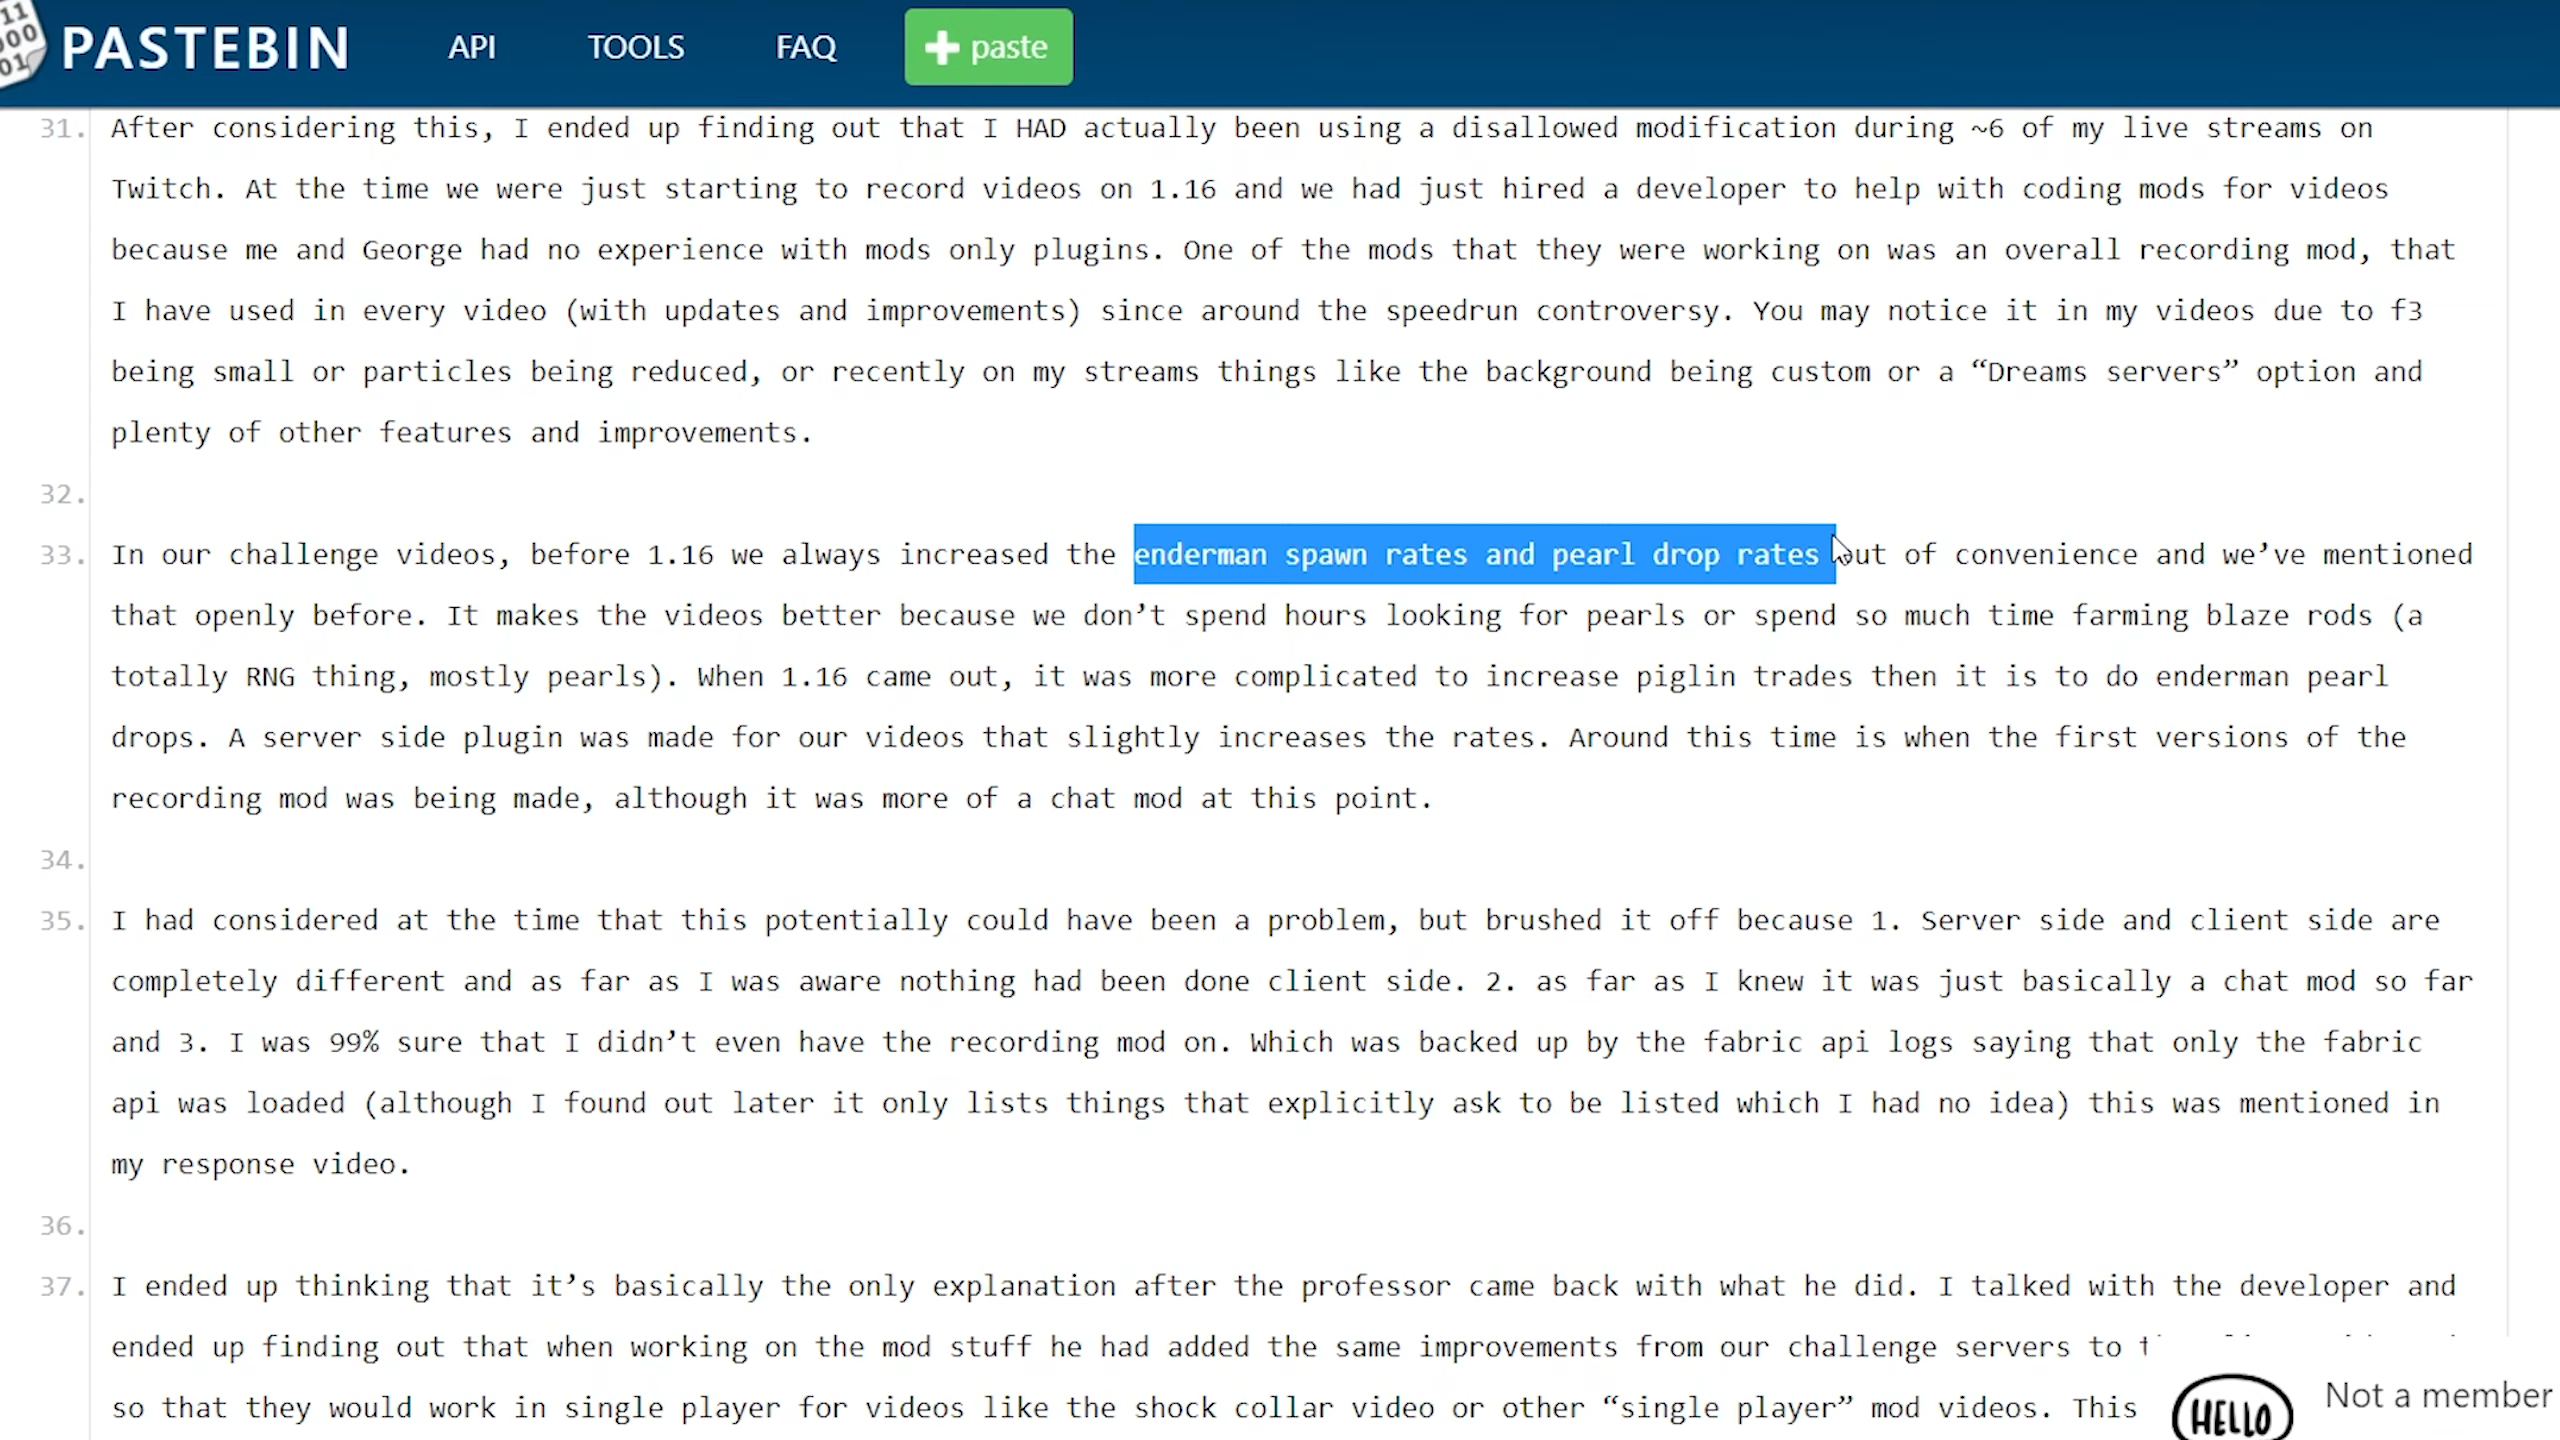 PASTEBIN API TOOLS FAQ + paste
31. After considering this, I ended up finding out that I HAD actually been using a disallowed modification during ~6 of my live streams on
Twitch. At the time we were just starting to record videos on 1.16 and we had just hired a developer to help with coding mods for videos
because me and George had no experience with mods only plugins. One of the mods that they were working on was an overall recording mod, that
I have used in every video (with updates and improvements) since around the speedrun controversy. You may notice it in my videos due to f3
being small or particles being reduced, or recently on my streams things like the background being custom or a “Dreams servers” option and
plenty of other features and improvements.
32.
33. In our challenge videos, before 1.16 we always increased the enderman spawn rates and pearl drop rates out of convenience and we’ve mentioned
that openly before. It makes the videos better because we don’t spend hours looking for pearls or spend so much time farming blaze rods (a
totally RNG thing, mostly pearls). When 1.16 came out, it was more complicated to increase piglin trades then it is to do enderman pearl
drops. A server side plugin was made for our videos that slightly increases the rates. Around this time is when the first versions of the
recording mod was being made, although it was more of a chat mod at this point.
34.
35. I had considered at the time that this potentially could have been a problem, but brushed it off because 1. Server side and client side are
completely different and as far as I was aware nothing had been done client side. 2. as far as I knew it was just basically a chat mod so far
and 3. I was 99% sure that I didn’t even have the recording mod on. Which was backed up by the fabric api logs saying that only the fabric
api was loaded (although I found out later it only lists things that explicitly ask to be listed which I had no idea) this was mentioned in
my response video.
36.
37. I ended up thinking that it’s basically the only explanation after the professor came back with what he did. I talked with the developer and
ended up finding out that when working on the mod stuff he had added the same improvements from our challenge servers to
so that they would work in single player for videos like the shock collar video or other “single player” mod videos. This
HELLO Not a member